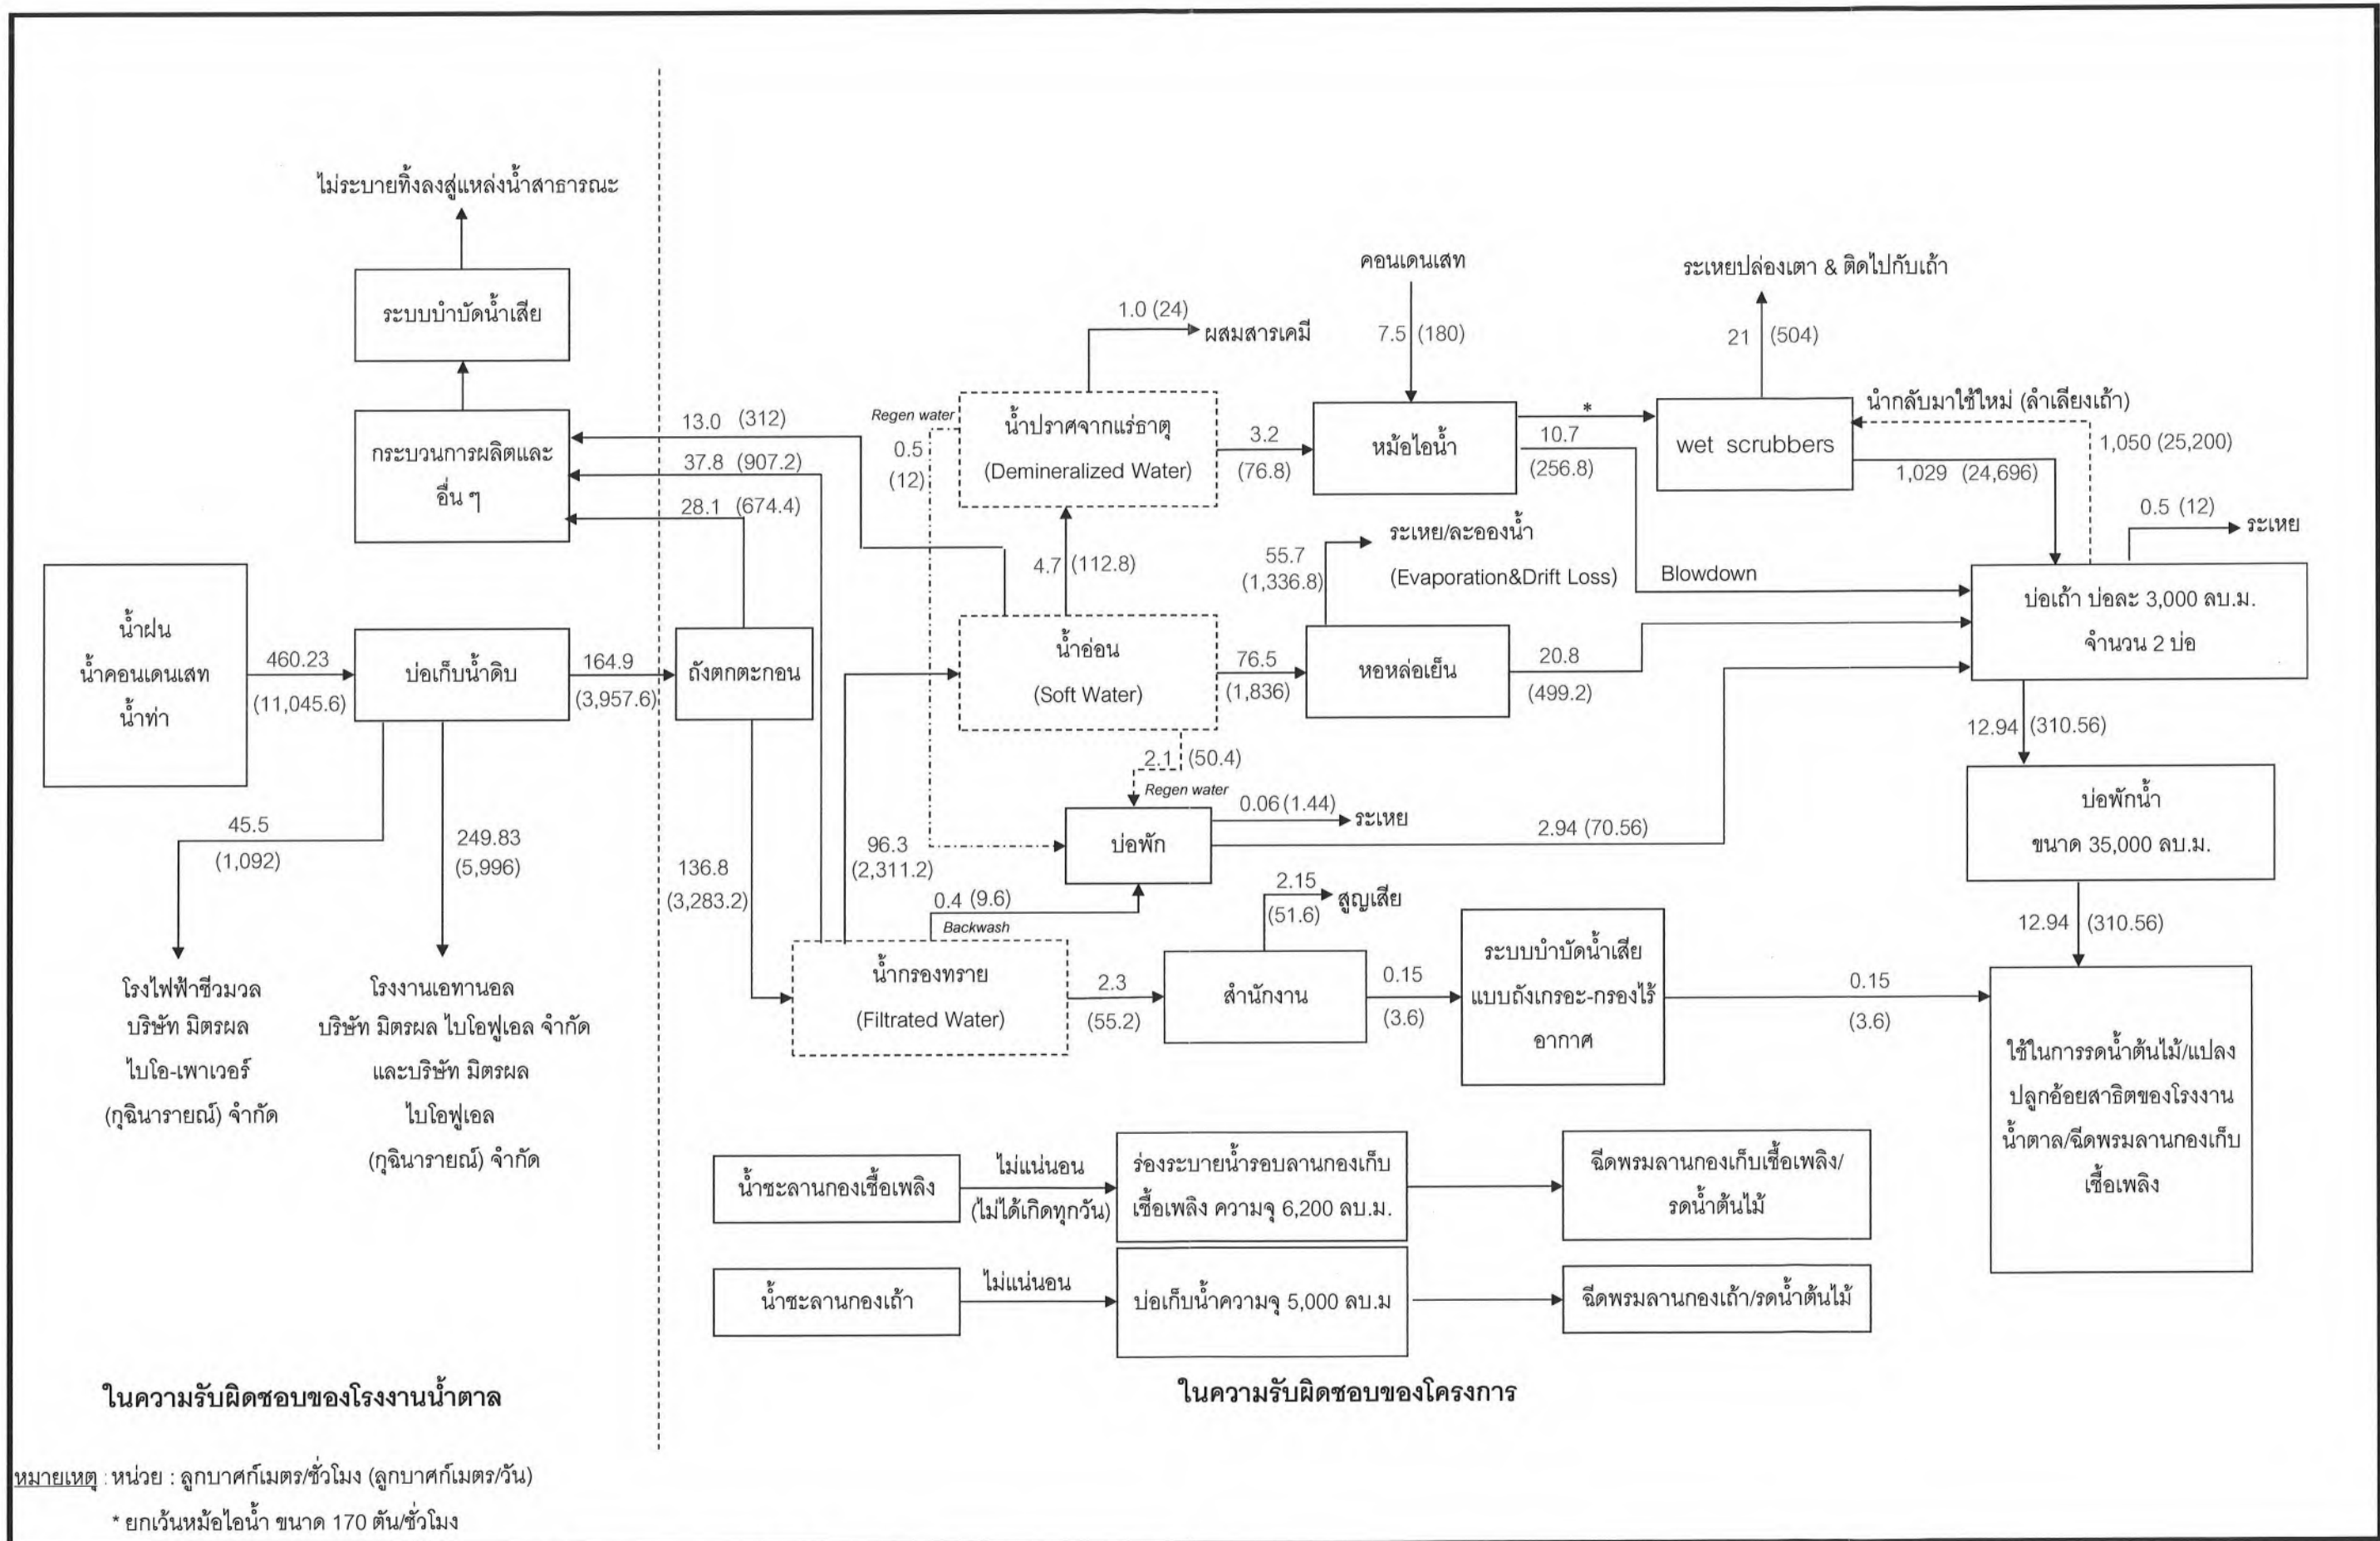 ไม่ระบายทิ้งลงสู่แหล่งน้ำสาธารณะ
ระบบบำบัดน้ำเสีย
กระบวนการผลิตและ
อื่น ๆ
13.0 (312)
37.8 (907.2)
28.1 (674.4)
น้ำฝน
น้ำคอนเดนเสท
น้ำท่า
460.23
(11,045.6)
บ่อเก็บน้ำดิบ
164.9
(3,957.6)
ถังตกตะกอน
45.5
(1,092)
249.83
(5,996)
โรงไฟฟ้าชีวมวล
บริษัท มิตรผล
ไบโอ-เพาเวอร์
(กุฉินารายณ์) จำกัด
โรงงานเอทานอล
บริษัท มิตรผล ไบโอฟูเอล จำกัด
และบริษัท มิตรผล
ไบโอฟูเอล
(กุฉินารายณ์) จำกัด
136.8
(3,283.2)
96.3
(2,311.2)
Regen water
0.5
(12)
1.0 (24)
ผสมสารเคมี
น้ำปราศจากแร่ธาตุ
(Demineralized Water)
3.2
(76.8)
คอนเดนเสท
7.5 (180)
หม้อไอน้ำ
*
10.7
(256.8)
Blowdown
ระเหยปล่องเตา & ติดไปกับเถ้า
21 (504)
wet scrubbers
นำกลับมาใช้ใหม่ (ลำเลียงเถ้า)
1,050 (25,200)
1,029 (24,696)
0.5 (12)
ระเหย
4.7 (112.8)
น้ำอ่อน
(Soft Water)
76.5
(1,836)
55.7
(1,336.8)
ระเหย/ละอองน้ำ
(Evaporation&Drift Loss)
หอหล่อเย็น
20.8
(499.2)
บ่อเถ้า บ่อละ 3,000 ลบ.ม.
จำนวน 2 บ่อ
12.94 (310.56)
2.1 (50.4)
Regen water
บ่อพัก
0.06 (1.44)
ระเหย
2.94 (70.56)
บ่อพักน้ำ
ขนาด 35,000 ลบ.ม.
12.94 (310.56)
0.4 (9.6)
Backwash
น้ำกรองทราย
(Filtrated Water)
2.3
(55.2)
2.15
(51.6)
สูญเสีย
สำนักงาน
0.15
(3.6)
ระบบบำบัดน้ำเสีย
แบบถังเกรอะ-กรองไร้
อากาศ
0.15
(3.6)
ใช้ในการรดน้ำต้นไม้/แปลง
ปลูกอ้อยสาธิตของโรงงาน
น้ำตาล/ฉีดพรมลานกองเก็บ
เชื้อเพลิง
น้ำชะลานกองเชื้อเพลิง
ไม่แน่นอน
(ไม่ได้เกิดทุกวัน)
ร่องระบายน้ำรอบลานกองเก็บ
เชื้อเพลิง ความจุ 6,200 ลบ.ม.
ฉีดพรมลานกองเก็บเชื้อเพลิง/
รดน้ำต้นไม้
น้ำชะลานกองเถ้า
ไม่แน่นอน
บ่อเก็บน้ำความจุ 5,000 ลบ.ม
ฉีดพรมลานกองเถ้า/รดน้ำต้นไม้
ในความรับผิดชอบของโรงงานน้ำตาล
ในความรับผิดชอบของโครงการ
หมายเหตุ : หน่วย : ลูกบาศก์เมตร/ชั่วโมง (ลูกบาศก์เมตร/วัน)
* ยกเว้นหม้อไอน้ำ ขนาด 170 ตัน/ชั่วโมง